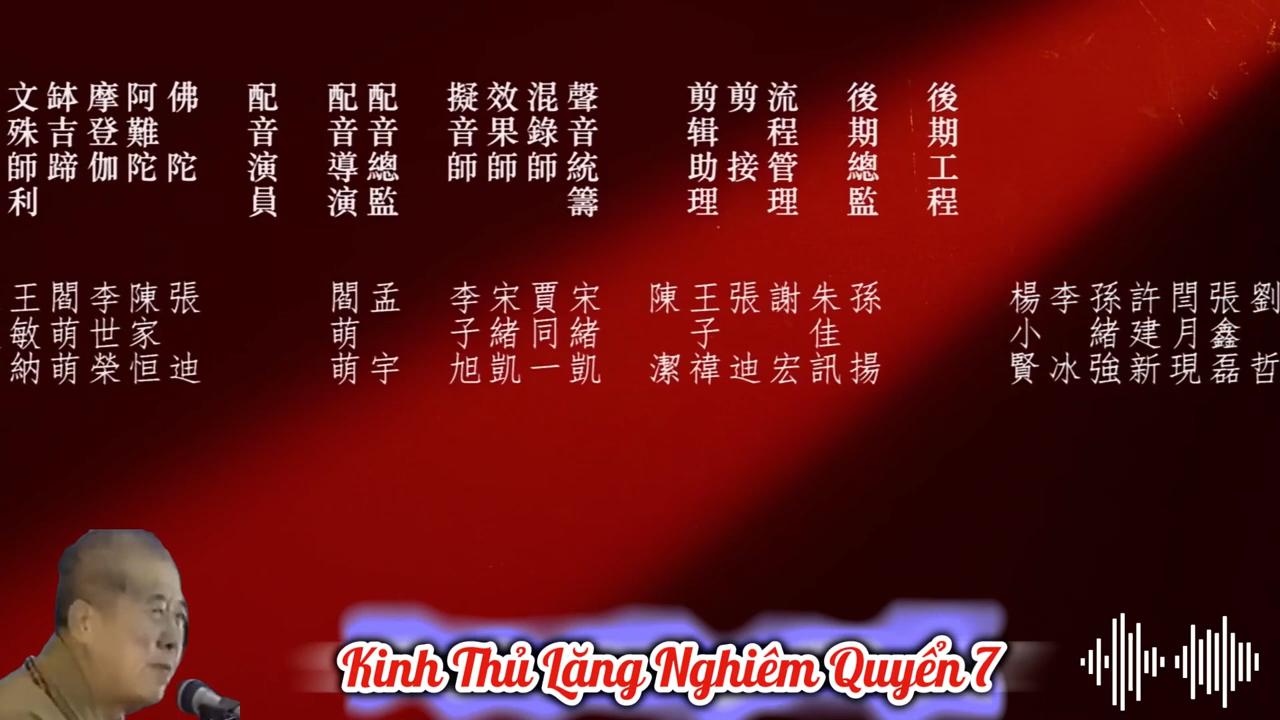 劉哲
張鑫磊
閆月現
許建新
孫緒強
李冰
楊小賢
後期工程
後期總監
孫揚
朱佳訊
流程管理
謝宏
剪接
張迪
剪辑助理
王子禕
陳潔
聲音統籌
宋緒凱
混錄師
賈同一
效果師
宋緒凱
擬音師
李子旭
配音總監
孟宇
配音導演
閻萌萌
配音演員
佛陀
張迪
阿難陀
陳家恒
摩登伽
李世榮
缽吉蹄
閻萌萌
文殊師利
王敏納
Kinh Thủ Lăng Nghiêm Quyển 7